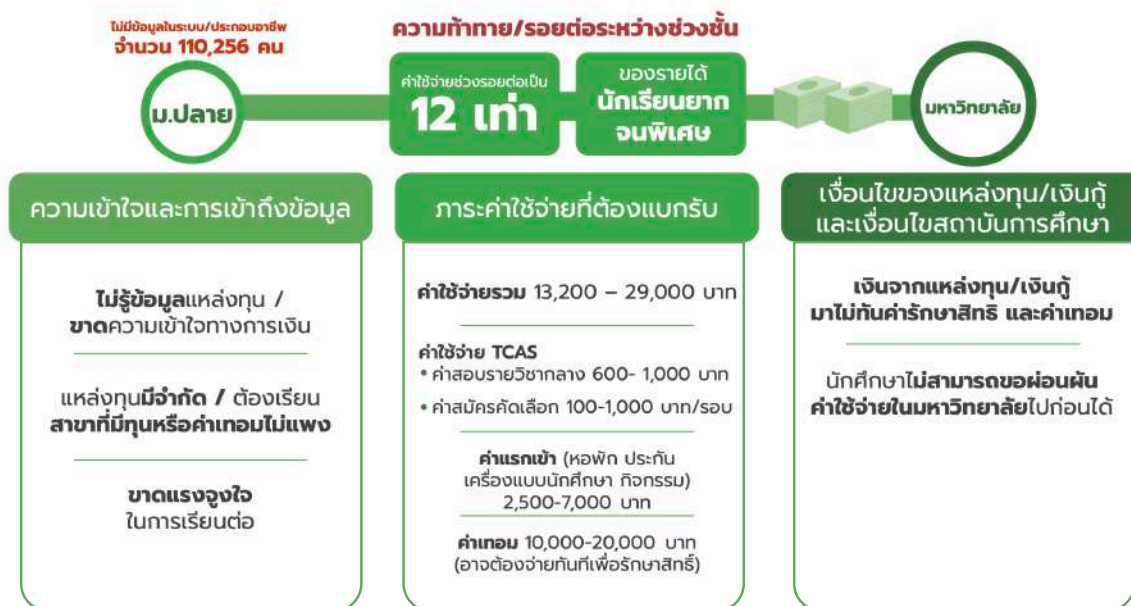 ไม่มีข้อมูลในระบบ/ประกอบอาชีพ
จำนวน 110,256 คน
ม.ปลาย
ความท้าทาย/รอยต่อระหว่างช่วงชั้น
ค่าใช้จ่ายช่วงรอยต่อเป็น
12 เท่า
ของรายได้
นักเรียนยาก
จนพิเศษ
มหาวิทยาลัย
ความเข้าใจและการเข้าถึงข้อมูล
ไม่รู้ข้อมูลแหล่งทุน /
ขาดความเข้าใจทางการเงิน
แหล่งทุนมีจำกัด / ต้องเรียน
สาขาที่มีทุนหรือค่าเทอมไม่แพง
ขาดแรงจูงใจ
ในการเรียนต่อ
ภาระค่าใช้จ่ายที่ต้องแบกรับ
ค่าใช้จ่ายรวม 13,200 – 29,000 บาท
ค่าใช้จ่าย TCAS
• ค่าสอบรายวิชากลาง 600- 1,000 บาท
• ค่าสมัครคัดเลือก 100-1,000 บาท/รอบ
ค่าแรกเข้า (หอพัก ประกัน
เครื่องแบบนักศึกษา กิจกรรม)
2,500-7,000 บาท
ค่าเทอม 10,000-20,000 บาท
(อาจต้องจ่ายทันทีเพื่อรักษาสิทธิ์)
เงื่อนไขของแหล่งทุน/เงินกู้
และเงื่อนไขสถาบันการศึกษา
เงินจากแหล่งทุน/เงินกู้
มาไม่ทันค่ารักษาสิทธิ และค่าเทอม
นักศึกษาไม่สามารถขอผ่อนผัน
ค่าใช้จ่ายในมหาวิทยาลัยไปก่อนได้